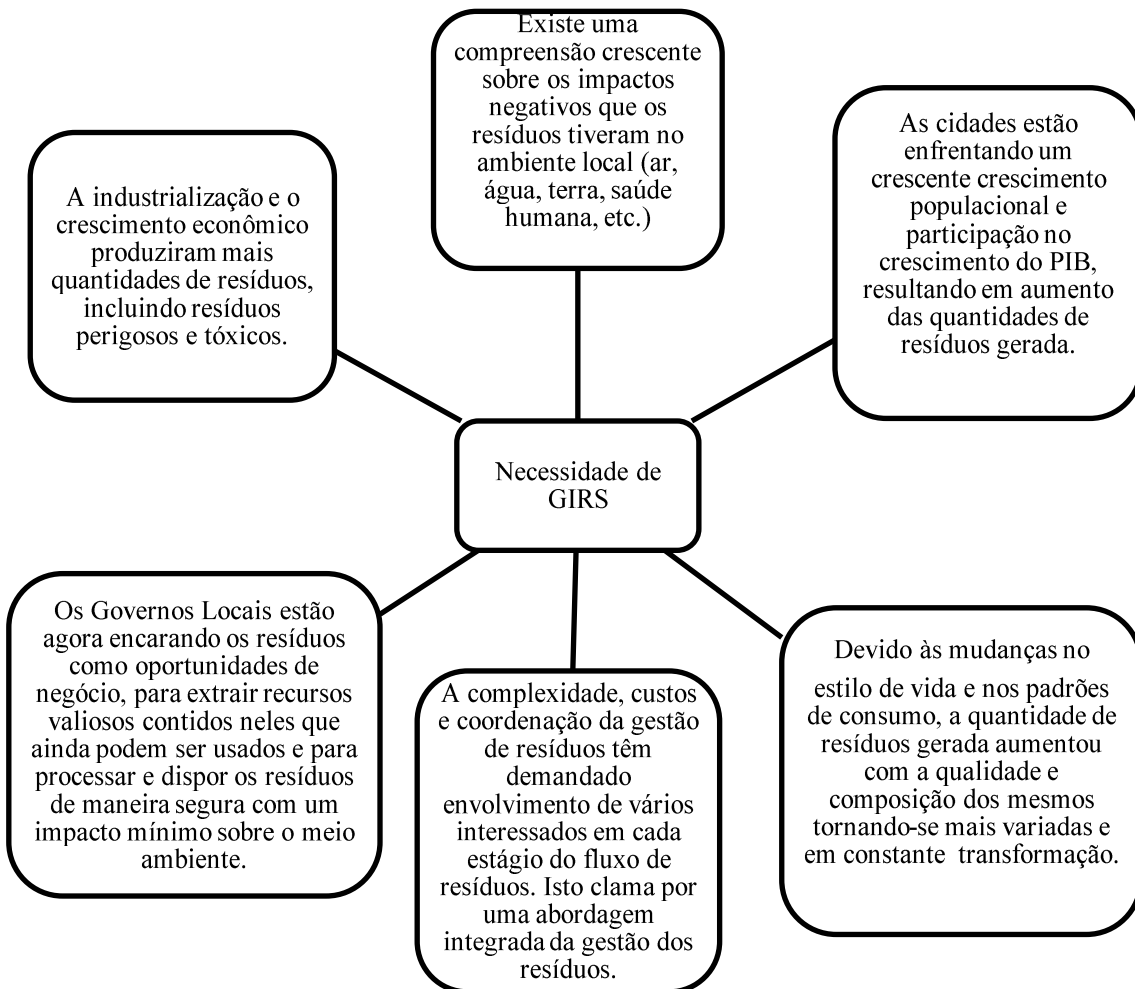 Existe uma
compreensão crescente
sobre os impactos
negativos que os
resíduos tiveram no
ambiente local (ar,
água, terra, saúde
humana, etc.)
As cidades estão
enfrentando um
crescente crescimento
populacional e
participação no
crescimento do PIB,
resultando em aumento
das quantidades de
resíduos gerada.
A industrialização e o
crescimento econômico
produziram mais
quantidades de resíduos,
incluindo resíduos
perigosos e tóxicos.
Necessidade de
GIRS
Os Governos Locais estão
agora encarando os resíduos
como oportunidades de
negócio, para extrair recursos
valiosos contidos neles que
ainda podem ser usados e para
processar e dispor os resíduos
de maneira segura com um
impacto mínimo sobre o meio
ambiente.
A complexidade, custos
e coordenação da gestão
de resíduos têm
demandado
envolvimento de vários
interessados em cada
estágio do fluxo de
resíduos. Isto clama por
uma abordagem
integrada da gestão dos
resíduos.
Devido às mudanças no
estilo de vida e nos padrões
de consumo, a quantidade de
resíduos gerada aumentou
com a qualidade e
composição dos mesmos
tornando-se mais variadas e
em constante transformação.